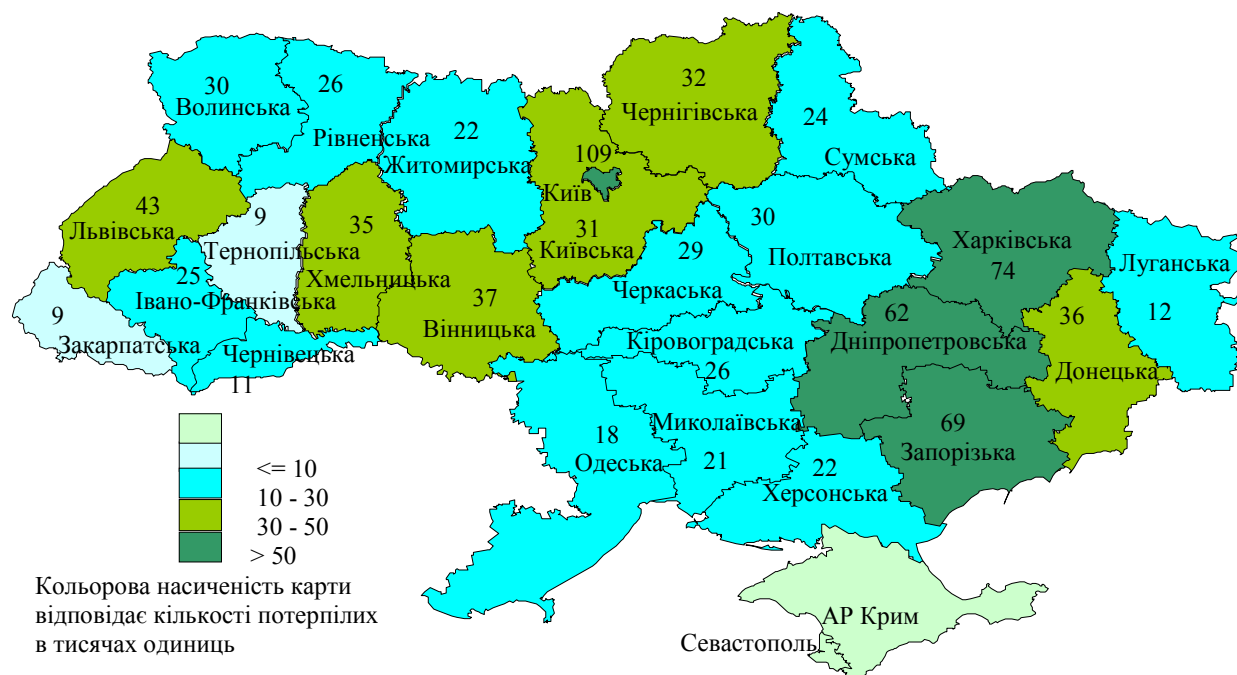 30
Волинська
26
Рівненська
22
Житомирська
32
Чернігівська
24
Сумська
109
Київ
31
Київська
43
Львівська
9
Тернопільська
35
Хмельницька
25
Івано-Франківська
9
Закарпатська
Чернівецька
11
37
Вінницька
29
Черкаська
30
Полтавська
Харківська
74
Луганська
12
62
Дніпропетровська
36
Донецька
Кіровоградська
26
Миколаївська
21
18
Одеська
22
Херсонська
69
Запорізька
АР Крим
Севастополь
<= 10
10 - 30
30 - 50
> 50
Кольорова насиченість карти
відповідає кількості потерпілих
в тисячах одиниць